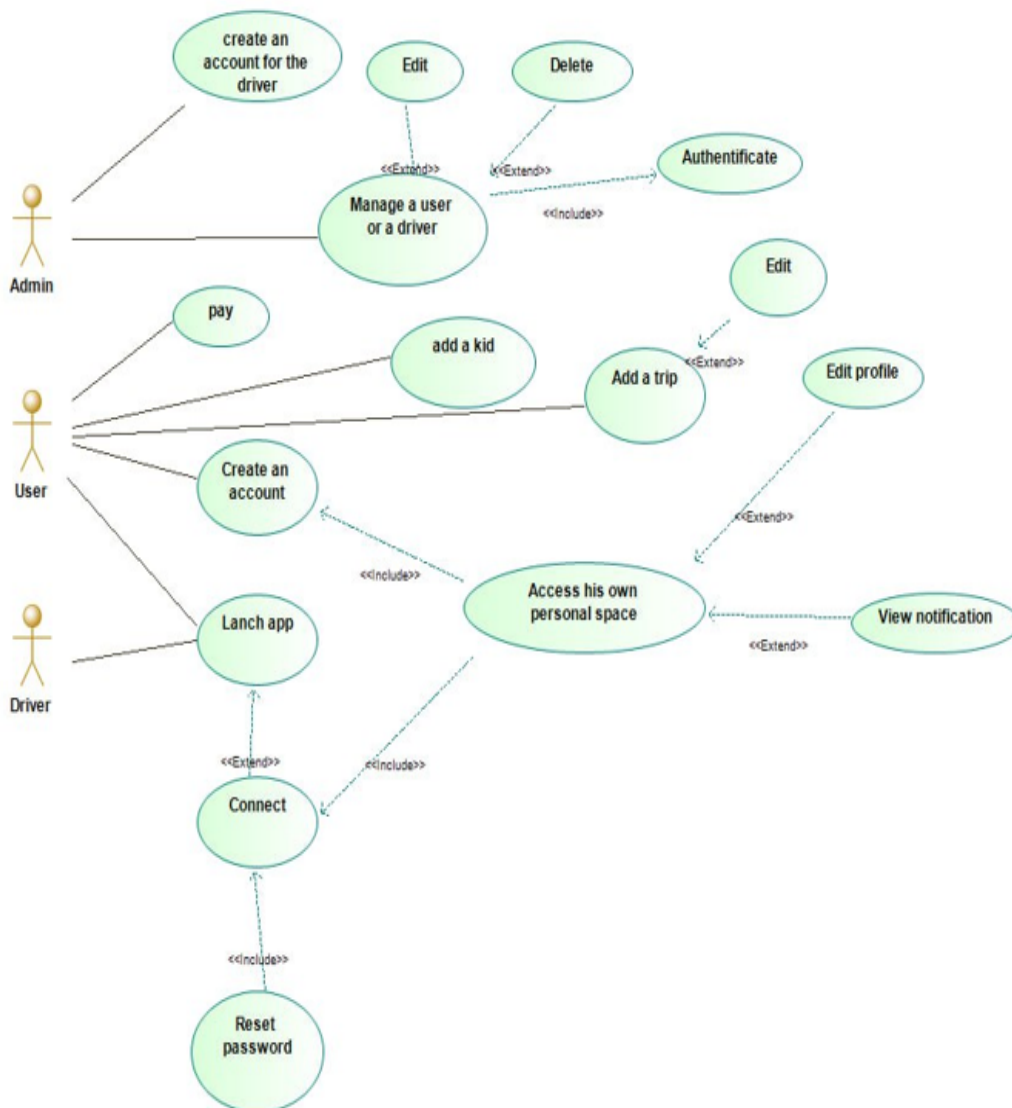 create an
account for the
driver
Edit
Delete
<<Extend>>
<<Extend>>
Authentificate
Manage a user
or a driver
<<Include>>
Admin
Edit
pay
add a kid
<<Extend>>
Add a trip
Edit profile
User
Create an
account
<<Extend>>
<<Include>>
Access his own
personal space
Lanch app
View notification
<<Extend>>
Driver
<<Extend>>
<<Include>>
Connect
<<Include>>
Reset
password